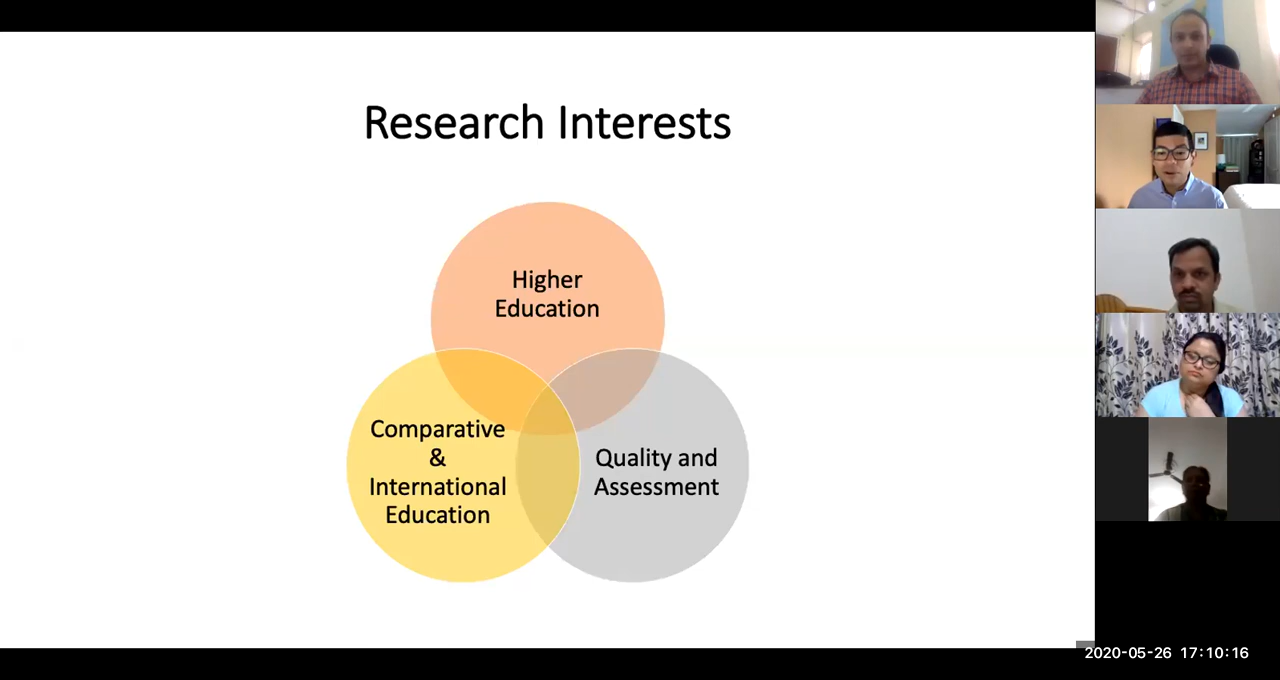 Research Interests
Higher
Education
Comparative
&
International
Education
Quality and
Assessment
2020-05-26 17:10:16